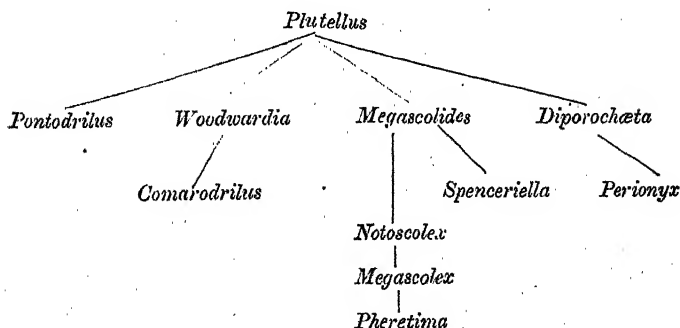 Plutellus
Pontodrilus Woodwardia Megascolides Diporochæta
Comarodrilus Spenceriella Perionyx
Notoscolex
Megascolex
Pheretima